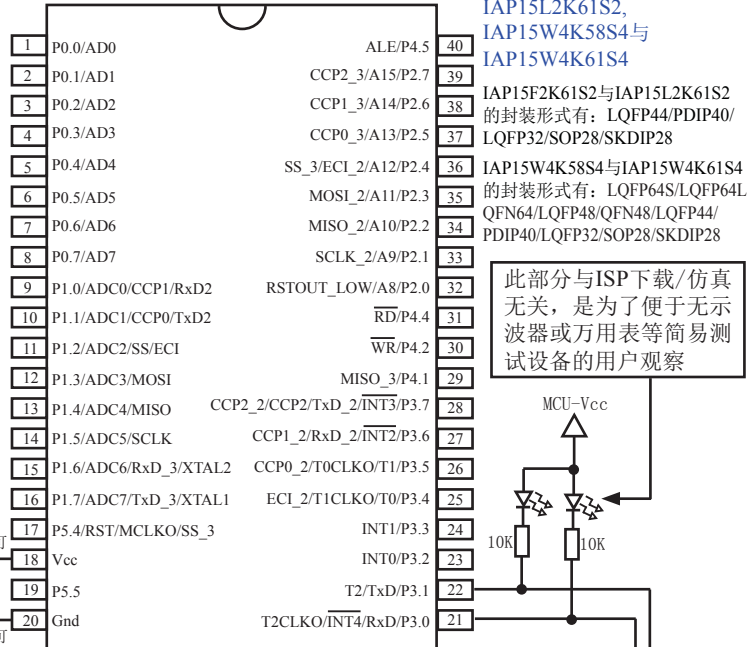 IAP15L2K61S2,
IAP15W4K58S4与
IAP15W4K61S4
IAP15F2K61S2与IAP15L2K61S2
的封装形式有：LQFP44/PDIP40/
LQFP32/SOP28/SKDIP28
IAP15W4K58S4与IAP15W4K61S4
的封装形式有：LQFP64S/LQFP64L
QFN64/LQFP48/QFN48/LQFP44/
PDIP40/LQFP32/SOP28/SKDIP28
此部分与ISP下载/仿真
无关，是为了便于无示
波器或万用表等简易测
试设备的用户观察
MCU-Vcc
10K
10K
1 P0.0/AD0 ALE/P4.5 40
2 P0.1/AD1 CCP2_3/A15/P2.7 39
3 P0.2/AD2 CCP1_3/A14/P2.6 38
4 P0.3/AD3 CCP0_3/A13/P2.5 37
5 P0.4/AD4 SS_3/ECI_2/A12/P2.4 36
6 P0.5/AD5 MOSI_2/A11/P2.3 35
7 P0.6/AD6 MISO_2/A10/P2.2 34
8 P0.7/AD7 SCLK_2/A9/P2.1 33
9 P1.0/ADC0/CCP1/RxD2 RSTOUT_LOW/A8/P2.0 32
10 P1.1/ADC1/CCP0/TxD2 RD/P4.4 31
11 P1.2/ADC2/SS/ECI WR/P4.2 30
12 P1.3/ADC3/MOSI MISO_3/P4.1 29
13 P1.4/ADC4/MISO CCP2_2/CCP2/TxD_2/INT3/P3.7 28
14 P1.5/ADC5/SCLK CCP1_2/RxD_2/INT2/P3.6 27
15 P1.6/ADC6/RxD_3/XTAL2 CCP0_2/T0CLKO/T1/P3.5 26
16 P1.7/ADC7/TxD_3/XTAL1 ECI_2/T1CLKO/T0/P3.4 25
17 P5.4/RST/MCLKO/SS_3 INT1/P3.3 24
18 Vcc INT0/P3.2 23
19 P5.5 T2/TxD/P3.1 22
20 Gnd T2CLKO/INT4/RxD/P3.0 21